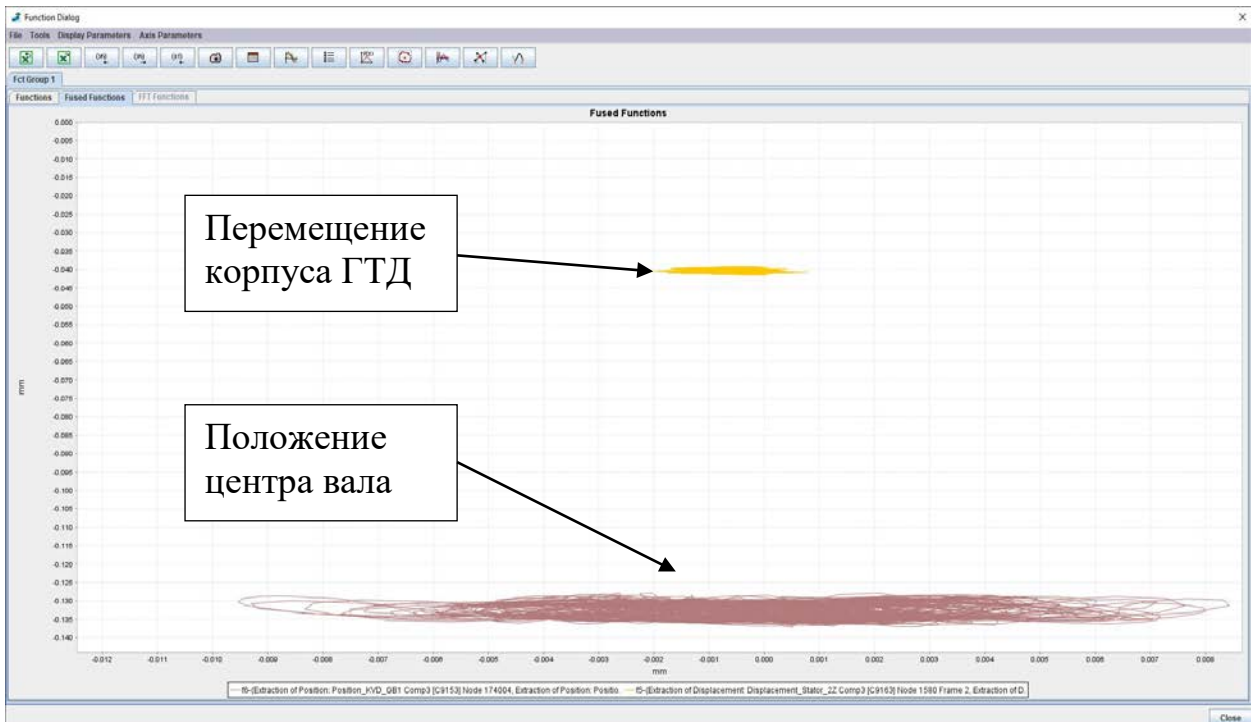 Function Dialog
File Tools Display Parameters Axis Parameters
Fct Group 1
Functions Fused Functions FFT Functions
Fused Functions
0.000
-0.005
-0.010
-0.015
-0.020
-0.025
-0.030
-0.035
-0.040
-0.045
-0.050
-0.055
-0.060
-0.065
-0.070
-0.075
-0.080
-0.085
-0.090
-0.095
-0.100
-0.105
-0.110
-0.115
-0.120
-0.125
-0.130
-0.135
-0.140
mm
Перемещение
корпуса ГТД
Положение
центра вала
-0.012 -0.011 -0.010 -0.009 -0.008 -0.007 -0.006 -0.005 -0.004 -0.003 -0.002 -0.001 0.000 0.001 0.002 0.003 0.004 0.005 0.006 0.007 0.008
mm
f6-(Extraction of Position: Position_KVD_QB1 Comp3 [C9153] Node 174004, Extraction of Position: Positio. f5-(Extraction of Displacement: Displacement_Stator_2Z Comp3 [C9163] Node 1580 Frame 2, Extraction of D.
Close